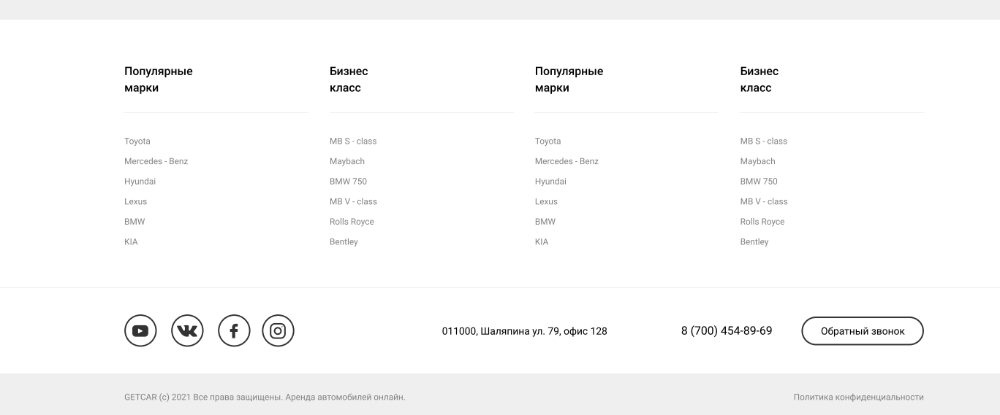 Популярные
марки
Toyota
Mercedes - Benz
Hyundai
Lexus
BMW
KIA
Бизнес
класс
MB S - class
Maybach
BMW 750
MB V - class
Rolls Royce
Bentley
Популярные
марки
Toyota
Mercedes - Benz
Hyundai
Lexus
BMW
KIA
Бизнес
класс
MB S - class
Maybach
BMW 750
MB V - class
Rolls Royce
Bentley
011000, Шаляпина ул. 79, офис 128
8 (700) 454-89-69
Обратный звонок
GETCAR (c) 2021 Все права защищены. Аренда автомобилей онлайн.
Политика конфиденциальности